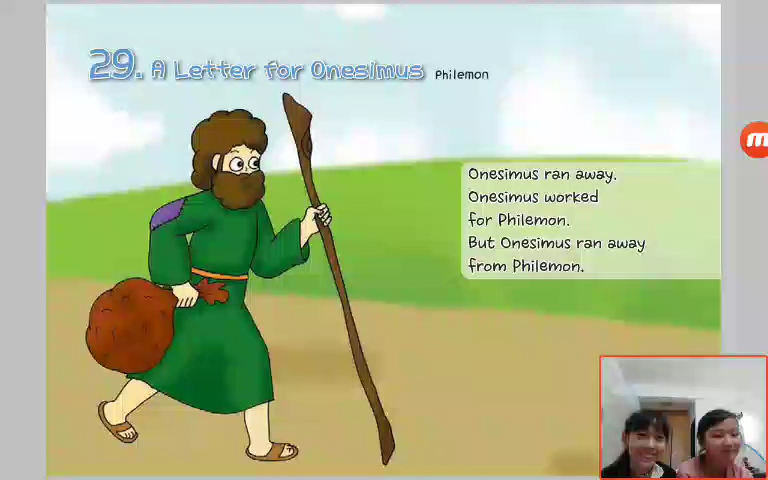 29. A Letter for Onesimus Philemon
Onesimus ran away.
Onesimus worked
for Philemon.
But Onesimus ran away
from Philemon.